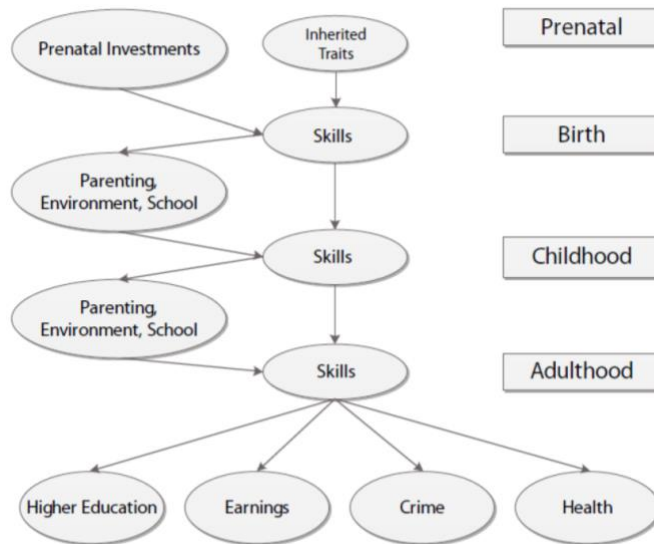 Prenatal Investments
Inherited
Traits
Prenatal
Skills
Birth
Parenting,
Environment, School
Skills
Childhood
Parenting,
Environment, School
Skills
Adulthood
Higher Education
Earnings
Crime
Health